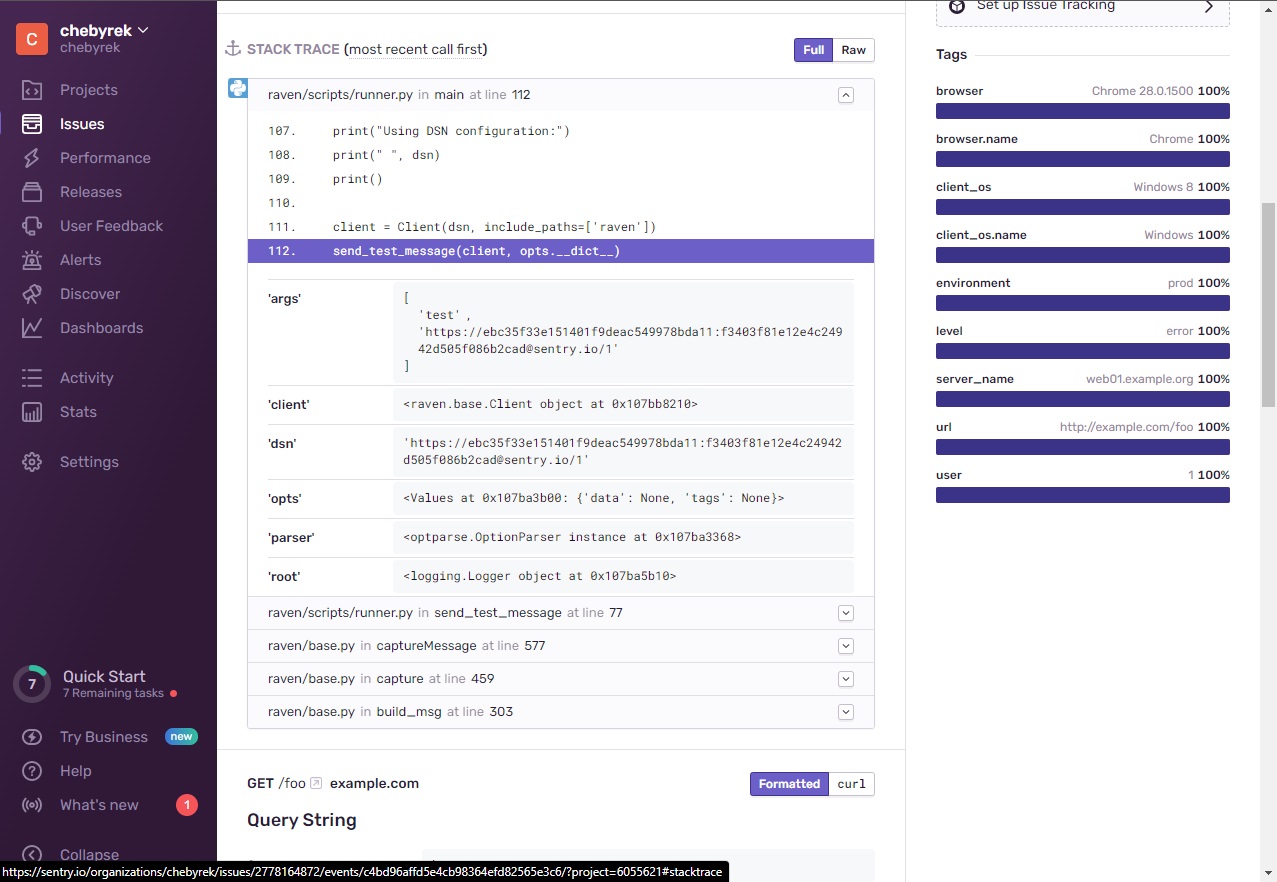 C
chebyrek
chebyrek
Projects
Issues
Performance
Releases
User Feedback
Alerts
Discover
Dashboards
Activity
Stats
Settings
7
Quick Start
7 Remaining tasks
Try Business new
Help
What's new 1
Collapse
STACK TRACE (most recent call first)
Full Raw
raven/scripts/runner.py in main at line 112
107. print("Using DSN configuration:")
108. print(" ", dsn)
109. print()
110.
111. client = Client(dsn, include_paths=['raven'])
112. send_test_message(client, opts.__dict__)
'args'
[
'test' ,
'https://ebc35f33e151401f9deac549978bda11:f3403f81e12e4c249
42d505f086b2cad@sentry.io/1'
]
'client' <raven.base.Client object at 0x107bb8210>
'dsn' 'https://ebc35f33e151401f9deac549978bda11:f3403f81e12e4c24942
d505f086b2cad@sentry.io/1'
'opts' <Values at 0x107ba3b00: {'data': None, 'tags': None}>
'parser' <optparse.OptionParser instance at 0x107ba3368>
'root' <logging.Logger object at 0x107ba5b10>
raven/scripts/runner.py in send_test_message at line 77
raven/base.py in captureMessage at line 577
raven/base.py in capture at line 459
raven/base.py in build_msg at line 303
GET /foo example.com
Formatted curl
Query String
Set up Issue Tracking
Tags
browser Chrome 28.0.1500 100%
browser.name Chrome 100%
client_os Windows 8 100%
client_os.name Windows 100%
environment prod 100%
level error 100%
server_name web01.example.org 100%
url http://example.com/foo 100%
user 1 100%
https://sentry.io/organizations/chebyrek/issues/2778164872/events/c4bd96affd5e4cb98364efd82565e3c6/?project=6055621#stacktrace